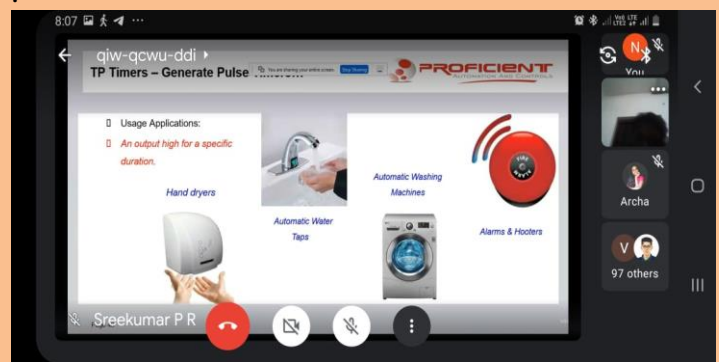 8:07
qiw-qcwu-ddi
TP Timers – Generate Pulse
You are sharing your entire screen
Stop Sharing
PROFICIENT
AUTOMATION AND CONTROLS
N
You
Usage Applications:
An output high for a specific
duration.
Hand dryers
Automatic Water
Taps
Automatic Washing
Machines
FIRE
Alarms & Hooters
Archa
V
97 others
Sreekumar P R